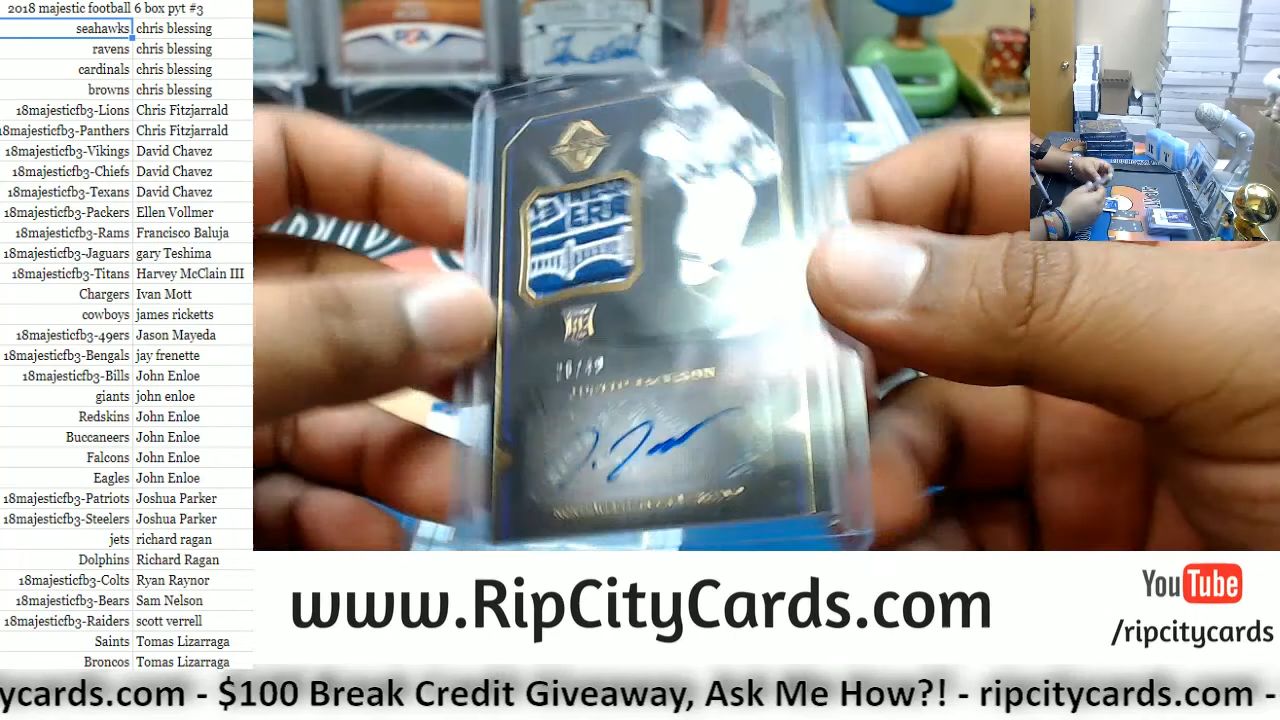 2018 majestic football 6 box pyt #3
seahawks chris blessing
ravens chris blessing
cardinals chris blessing
browns chris blessing
18majesticfb3-Lions Chris Fitzjarrald
18majesticfb3-Panthers Chris Fitzjarrald
18majesticfb3-Vikings David Chavez
18majesticfb3-Chiefs David Chavez
18majesticfb3-Texans David Chavez
18majesticfb3-Packers Ellen Vollmer
18majesticfb3-Rams Francisco Baluja
18majesticfb3-Jaguars gary Teshima
18majesticfb3-Titans Harvey McClain III
Chargers Ivan Mott
cowboys james ricketts
18majesticfb3-49ers Jason Mayeda
18majesticfb3-Bengals jay frenette
18majesticfb3-Bills John Enloe
giants john enloe
Redskins John Enloe
Buccaneers John Enloe
Falcons John Enloe
Eagles John Enloe
18majesticfb3-Patriots Joshua Parker
18majesticfb3-Steelers Joshua Parker
jets richard ragan
Dolphins Richard Ragan
18majesticfb3-Colts Ryan Raynor
18majesticfb3-Bears Sam Nelson
18majesticfb3-Raiders scott verrell
Saints Tomas Lizarraga
Broncos Tomas Lizarraga
PSA
/49
www.RipCityCards.com
YouTube
/ripcitycards
ycards.com - $100 Break Credit Giveaway, Ask Me How?! - ripcitycards.com -